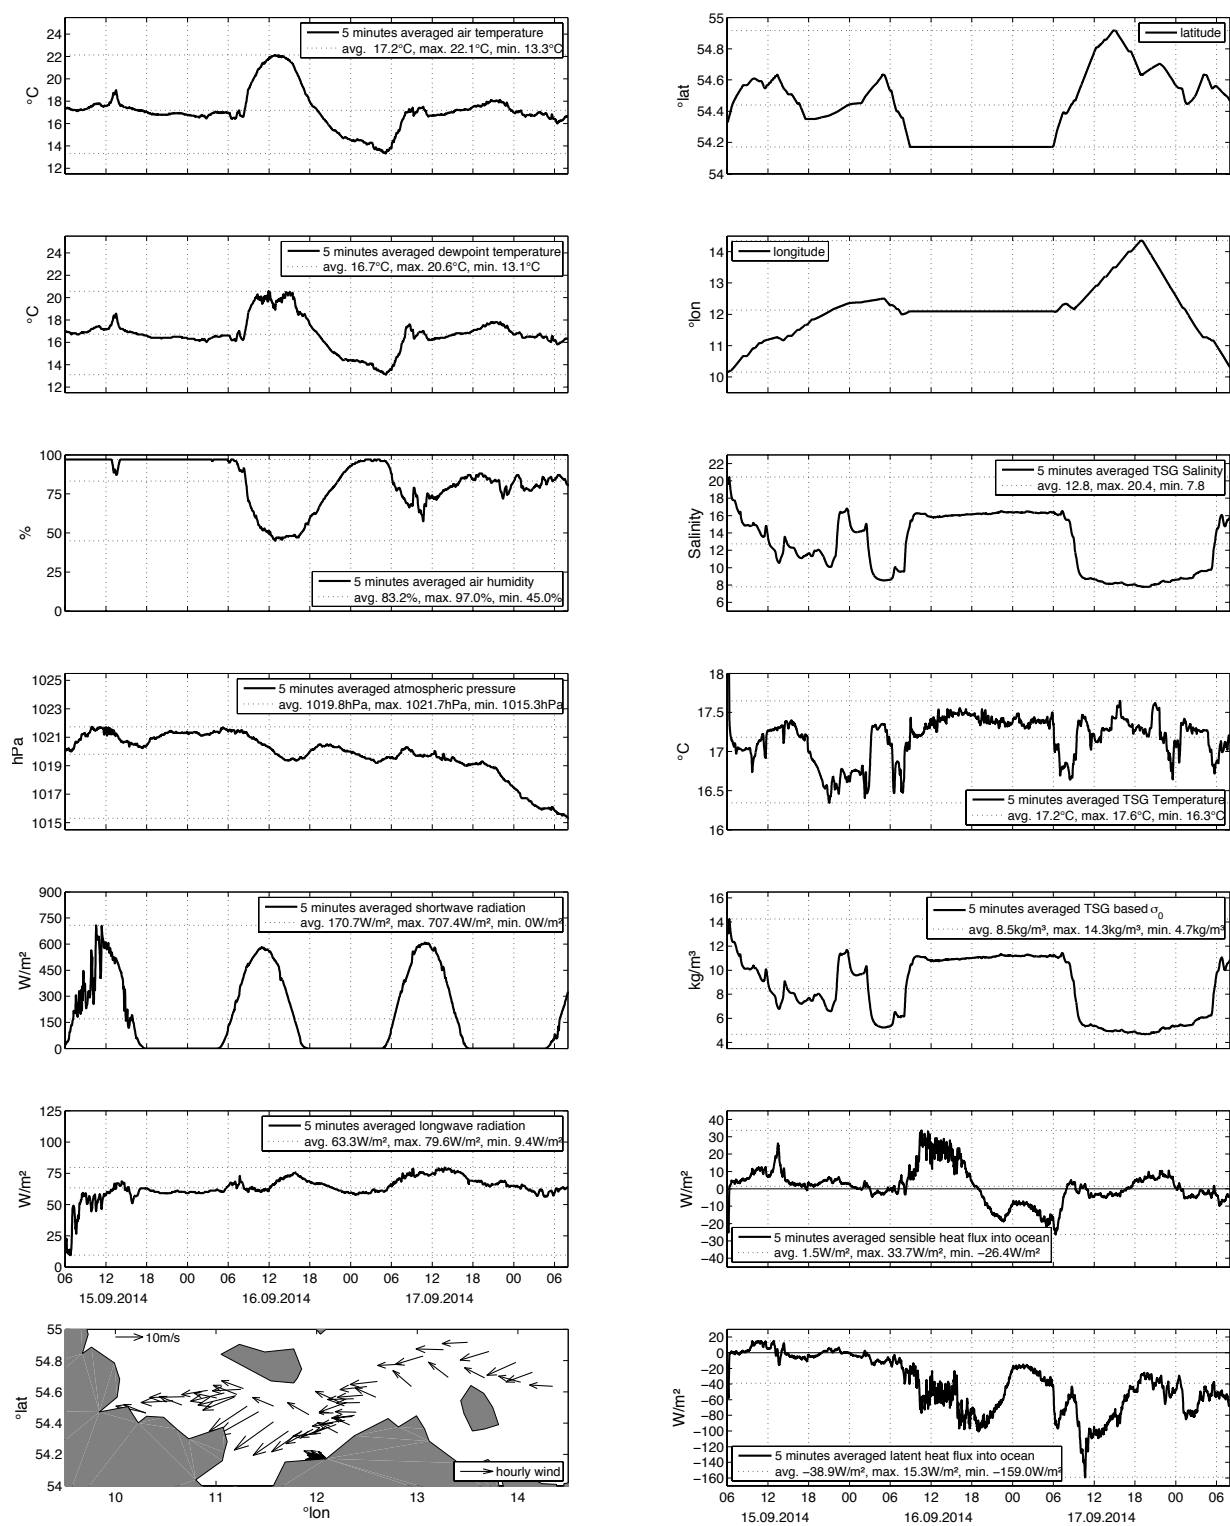 5 minutes averaged air temperature
avg.  17.2°C, max. 22.1°C, min. 13.3°C
°C
24
22
20
18
16
14
12
latitude
°lat
55
54.8
54.6
54.4
54.2
54
5 minutes averaged dewpoint temperature
avg. 16.7°C, max. 20.6°C, min. 13.1°C
°C
24
22
20
18
16
14
12
longitude
°lon
14
12
10
5 minutes averaged air humidity
avg. 83.2%, max. 97.0%, min. 45.0%
%
100
75
50
25
0
5 minutes averaged TSG Salinity
avg. 12.8, max. 20.4, min. 7.8
Salinity
22
20
18
16
14
12
10
8
6
5 minutes averaged atmospheric pressure
avg. 1019.8hPa, max. 1021.7hPa, min. 1015.3hPa
hPa
1025
1023
1021
1019
1017
1015
5 minutes averaged TSG Temperature
avg. 17.2°C, max. 17.6°C, min. 16.3°C
°C
18
17.5
17
16.5
16
5 minutes averaged shortwave radiation
avg. 170.7W/m², max. 707.4W/m², min. 0W/m²
W/m²
900
750
600
450
300
150
0
5 minutes averaged TSG based σ0
avg. 8.5kg/m³, max. 14.3kg/m³, min. 4.7kg/m³
kg/m³
16
14
12
10
8
6
4
5 minutes averaged longwave radiation
avg. 63.3W/m², max. 79.6W/m², min. 9.4W/m²
W/m²
125
100
75
50
25
0
06 12 18 00 06 12 18 00 06 12 18 00 06
15.09.2014 16.09.2014 17.09.2014
5 minutes averaged sensible heat flux into ocean
avg. 1.5W/m², max. 33.7W/m², min. −26.4W/m²
W/m²
40
30
20
10
0
−10
−20
−30
−40
10m/s
hourly wind
°lat
55
54.8
54.6
54.4
54.2
54
10 11 12 13 14
°lon
5 minutes averaged latent heat flux into ocean
avg. −38.9W/m², max. 15.3W/m², min. −159.0W/m²
W/m²
20
0
−20
−40
−60
−80
−100
−120
−140
−160
06 12 18 00 06 12 18 00 06 12 18 00 06
15.09.2014 16.09.2014 17.09.2014